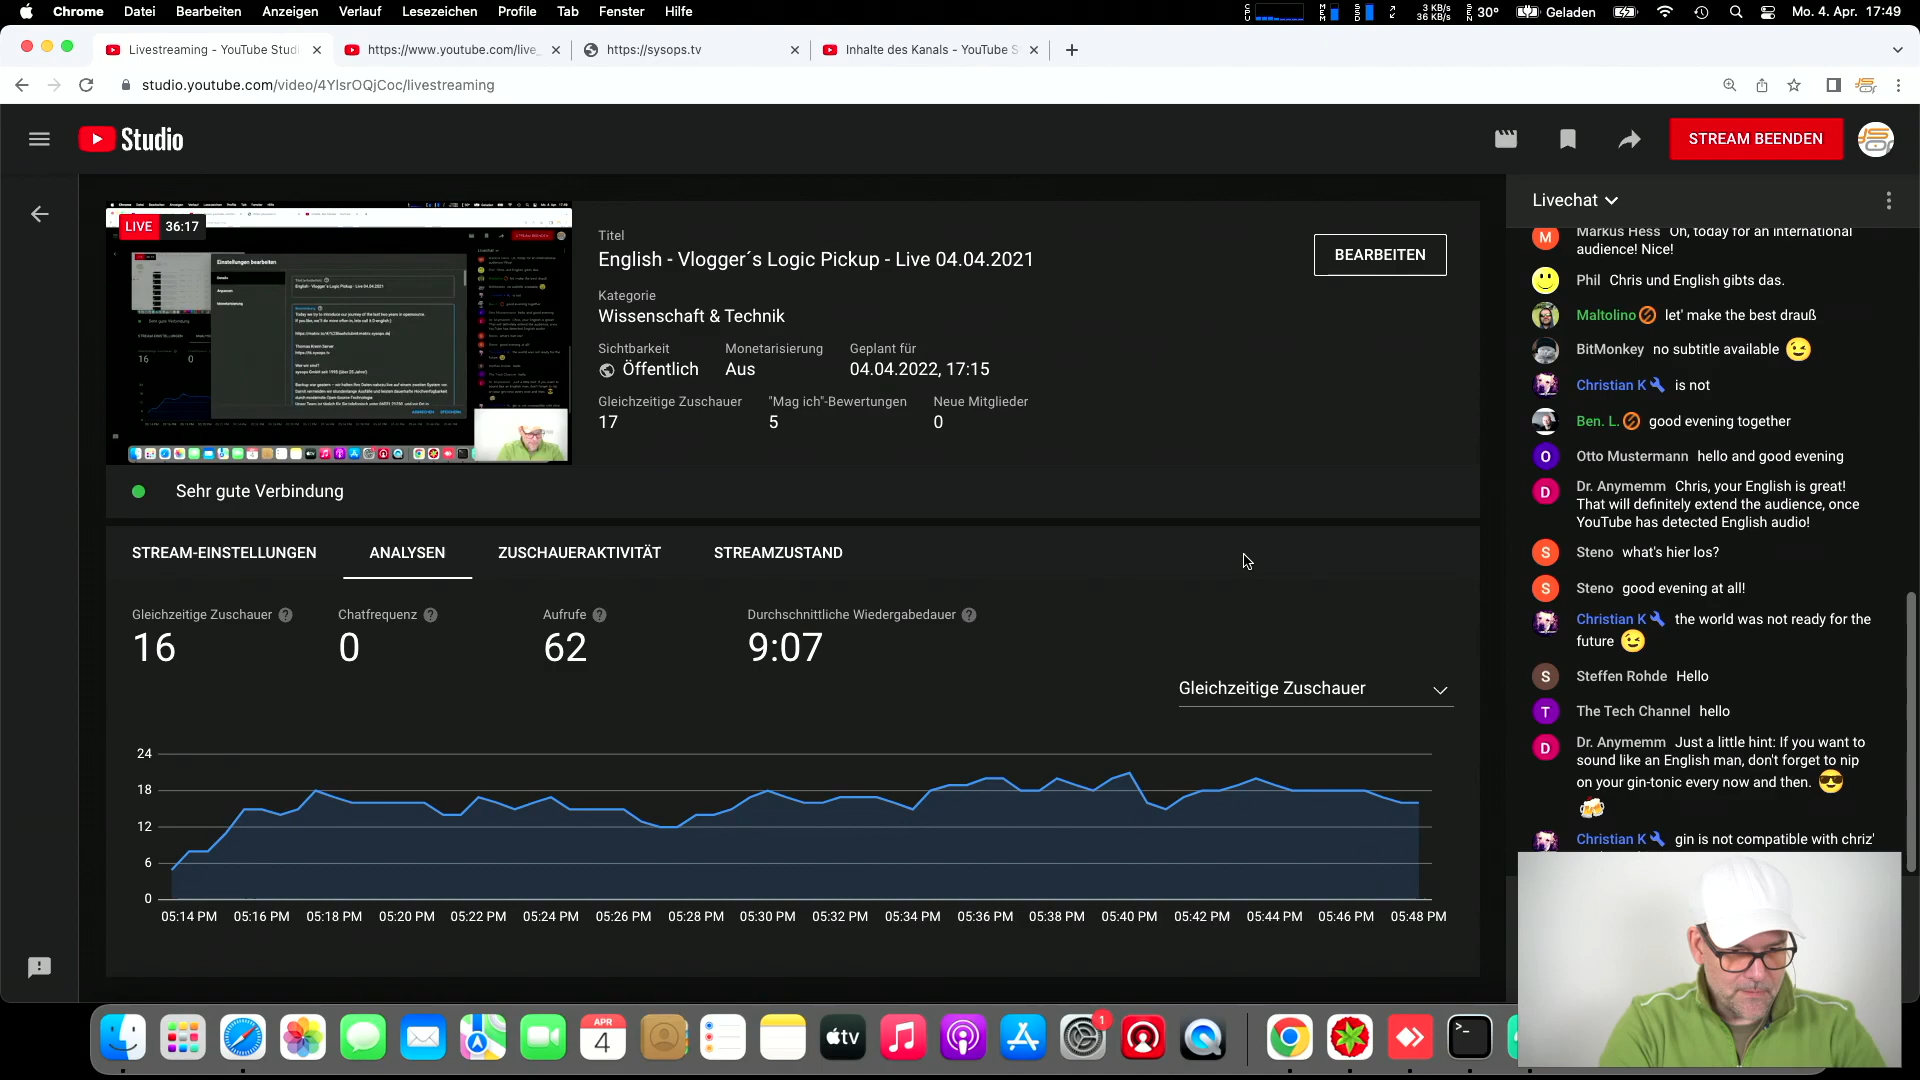 Chrome Datei Bearbeiten Anzeigen Verlauf Lesezeichen Profile Tab Fenster Hilfe
3 KB/s
36 KB/s
30° Geladen Mo. 4. Apr. 17:49
Livestreaming - YouTube Studi
https://www.youtube.com/live_
https://sysops.tv
Inhalte des Kanals - YouTube S
studio.youtube.com/video/4YlsrOQjCoc/livestreaming
Studio
STREAM BEENDEN
LIVE 36:17
Titel
English - Vlogger´s Logic Pickup - Live 04.04.2021
BEARBEITEN
Kategorie
Wissenschaft & Technik
Sichtbarkeit Monetarisierung Geplant für
Öffentlich Aus 04.04.2022, 17:15
Gleichzeitige Zuschauer "Mag ich"-Bewertungen Neue Mitglieder
17 5 0
Sehr gute Verbindung
STREAM-EINSTELLUNGEN ANALYSEN ZUSCHAUERAKTIVITÄT STREAMZUSTAND
Gleichzeitige Zuschauer Chatfrequenz Aufrufe Durchschnittliche Wiedergabedauer
16 0 62 9:07
Gleichzeitige Zuschauer
24
18
12
6
0
05:14 PM 05:16 PM 05:18 PM 05:20 PM 05:22 PM 05:24 PM 05:26 PM 05:28 PM 05:30 PM 05:32 PM 05:34 PM 05:36 PM 05:38 PM 05:40 PM 05:42 PM 05:44 PM 05:46 PM 05:48 PM
Livechat
Markus Hess Oh, today for an international
audience! Nice!
Phil Chris und English gibts das.
Maltolino let' make the best drauß
BitMonkey no subtitle available 😉
Christian K is not
Ben. L. good evening together
Otto Mustermann hello and good evening
Dr. Anymemm Chris, your English is great!
That will definitely extend the audience, once
YouTube has detected English audio!
Steno what's hier los?
Steno good evening at all!
Christian K the world was not ready for the
future 😉
Steffen Rohde Hello
The Tech Channel hello
Dr. Anymemm Just a little hint: If you want to
sound like an English man, don't forget to nip
on your gin-tonic every now and then. 😎
🍻
Christian K gin is not compatible with chriz'
APR
4
tv
1